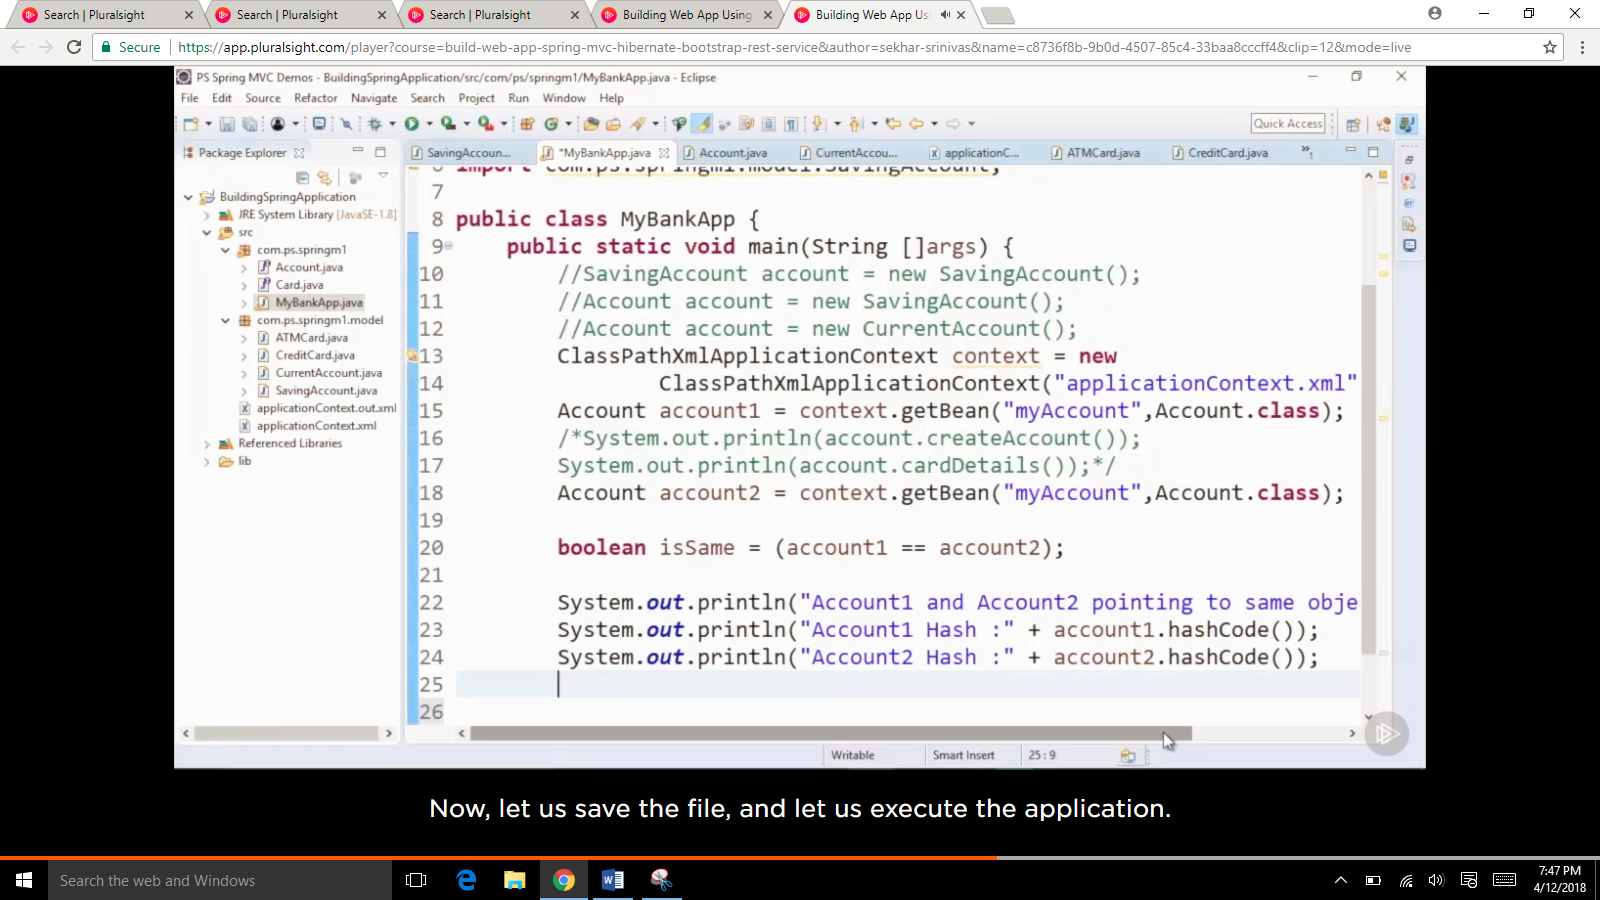 Search | Pluralsight
Search | Pluralsight
Search | Pluralsight
Building Web App Using
Building Web App Us
Secure
https://app.pluralsight.com/player?course=build-web-app-spring-mvc-hibernate-bootstrap-rest-service&author=sekhar-srinivas&name=c8736f8b-9b0d-4507-85c4-33baa8cccff4&clip=12&mode=live
PS Spring MVC Demos - BuildingSpringApplication/src/com/ps/springm1/MyBankApp.java - Eclipse
File Edit Source Refactor Navigate Search Project Run Window Help
Quick Access
Package Explorer
SavingAccoun...
*MyBankApp.java
Account.java
CurrentAccou...
applicationC...
ATMCard.java
CreditCard.java
BuildingSpringApplication
JRE System Library [JavaSE-1.8]
src
com.ps.springm1
Account.java
Card.java
MyBankApp.java
com.ps.springm1.model
ATMCard.java
CreditCard.java
CurrentAccount.java
SavingAccount.java
applicationContext.out.xml
applicationContext.xml
Referenced Libraries
lib
6 import com.ps.springm1.model.SavingAccount;
7
8 public class MyBankApp {
9 public static void main(String []args) {
10 //SavingAccount account = new SavingAccount();
11 //Account account = new SavingAccount();
12 //Account account = new CurrentAccount();
13 ClassPathXmlApplicationContext context = new
14 ClassPathXmlApplicationContext("applicationContext.xml"
15 Account account1 = context.getBean("myAccount",Account.class);
16 /*System.out.println(account.createAccount());
17 System.out.println(account.cardDetails());*/
18 Account account2 = context.getBean("myAccount",Account.class);
19
20 boolean isSame = (account1 == account2);
21
22 System.out.println("Account1 and Account2 pointing to same obje
23 System.out.println("Account1 Hash :" + account1.hashCode());
24 System.out.println("Account2 Hash :" + account2.hashCode());
25
26
Writable
Smart Insert
25 : 9
Now, let us save the file, and let us execute the application.
Search the web and Windows
7:47 PM
4/12/2018